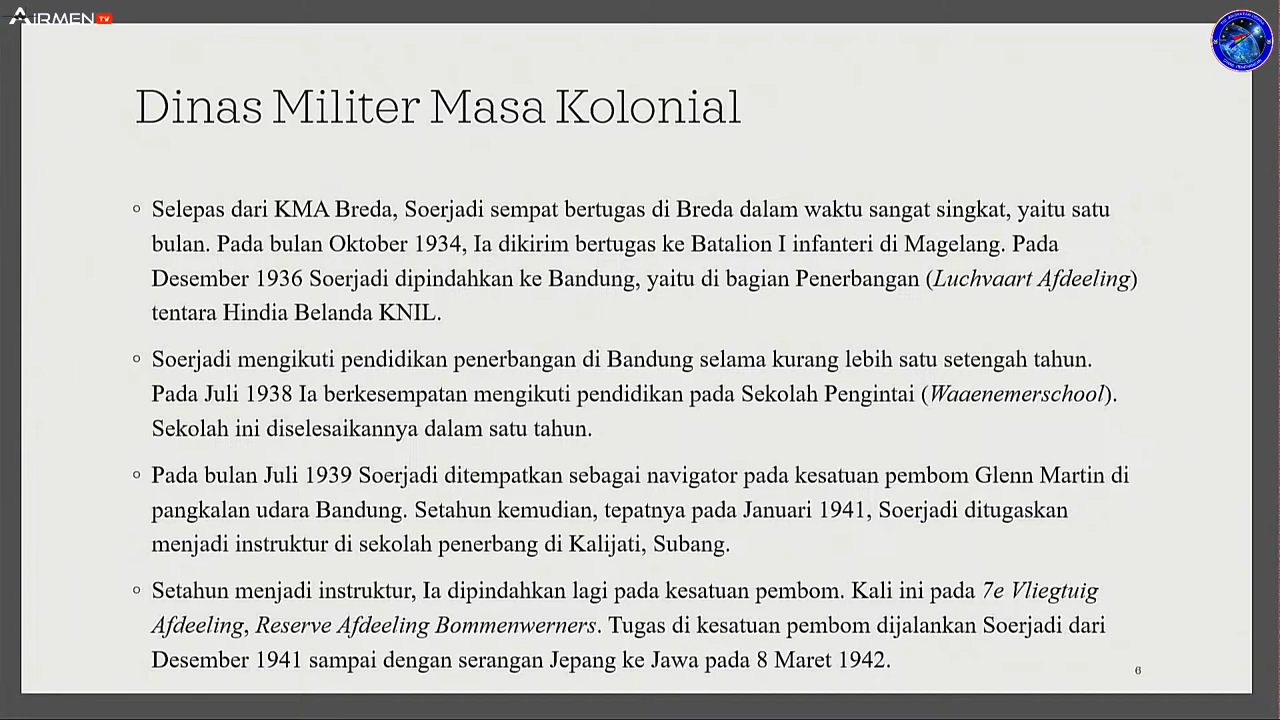 AiRMEN TV
Dinas Militer Masa Kolonial
Selepas dari KMA Breda, Soerjadi sempat bertugas di Breda dalam waktu sangat singkat, yaitu satu
bulan. Pada bulan Oktober 1934, Ia dikirim bertugas ke Batalion I infanteri di Magelang. Pada
Desember 1936 Soerjadi dipindahkan ke Bandung, yaitu di bagian Penerbangan (Luchvaart Afdeeling)
tentara Hindia Belanda KNIL.
Soerjadi mengikuti pendidikan penerbangan di Bandung selama kurang lebih satu setengah tahun.
Pada Juli 1938 Ia berkesempatan mengikuti pendidikan pada Sekolah Pengintai (Waaenemerschool).
Sekolah ini diselesaikannya dalam satu tahun.
Pada bulan Juli 1939 Soerjadi ditempatkan sebagai navigator pada kesatuan pembom Glenn Martin di
pangkalan udara Bandung. Setahun kemudian, tepatnya pada Januari 1941, Soerjadi ditugaskan
menjadi instruktur di sekolah penerbang di Kalijati, Subang.
Setahun menjadi instruktur, Ia dipindahkan lagi pada kesatuan pembom. Kali ini pada 7e Vliegtuig
Afdeeling, Reserve Afdeeling Bommenwerners. Tugas di kesatuan pembom dijalankan Soerjadi dari
Desember 1941 sampai dengan serangan Jepang ke Jawa pada 8 Maret 1942.
6